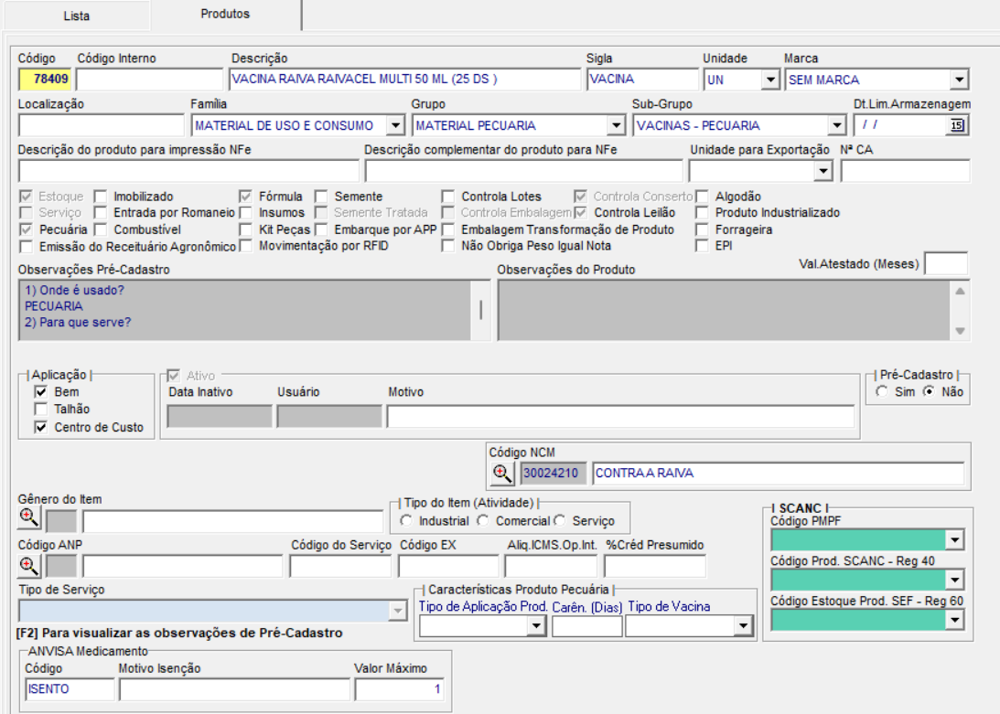 Lista Produtos
Código Código Interno Descrição Sigla Unidade Marca
78409 VACINA RAIVA RAIVACEL MULTI 50 ML (25 DS ) VACINA UN SEM MARCA
Localização Família Grupo Sub-Grupo Dt.Lim.Armazenagem
MATERIAL DE USO E CONSUMO MATERIAL PECUARIA VACINAS - PECUARIA / / 15
Descrição do produto para impressão NFe Descrição complementar do produto para NFe Unidade para Exportação Nª CA
Estoque Imobilizado Fórmula Semente Controla Lotes Controla Conserto Algodão
Serviço Entrada por Romaneio Insumos Semente Tratada Controla Embalagem Controla Leilão Produto Industrializado
Pecuária Combustível Kit Peças Embarque por APP Embalagem Transformação de Produto Forrageira
Emissão do Receituário Agronômico Movimentação por RFID Não Obriga Peso Igual Nota EPI
Observações Pré-Cadastro Observações do Produto Val.Atestado (Meses)
1) Onde é usado?
PECUARIA
2) Para que serve?
| Aplicação | Ativo | Pré-Cadastro |
Bem Data Inativo Usuário Motivo Sim Não
Talhão
Centro de Custo
Código NCM
30024210 CONTRA A RAIVA
Gênero do Item | Tipo do Item (Atividade) | | SCANC |
Industrial Comercial Serviço Código PMPF
Código ANP Código do Serviço Código EX Aliq.ICMS.Op.Int. %Créd Presumido
Código Prod. SCANC - Reg 40
Tipo de Serviço | Características Produto Pecuária |
Tipo de Aplicação Prod. Carên. (Dias) Tipo de Vacina Código Estoque Prod. SEF - Reg 60
[F2] Para visualizar as observações de Pré-Cadastro
ANVISA Medicamento
Código Motivo Isenção Valor Máximo
ISENTO 1